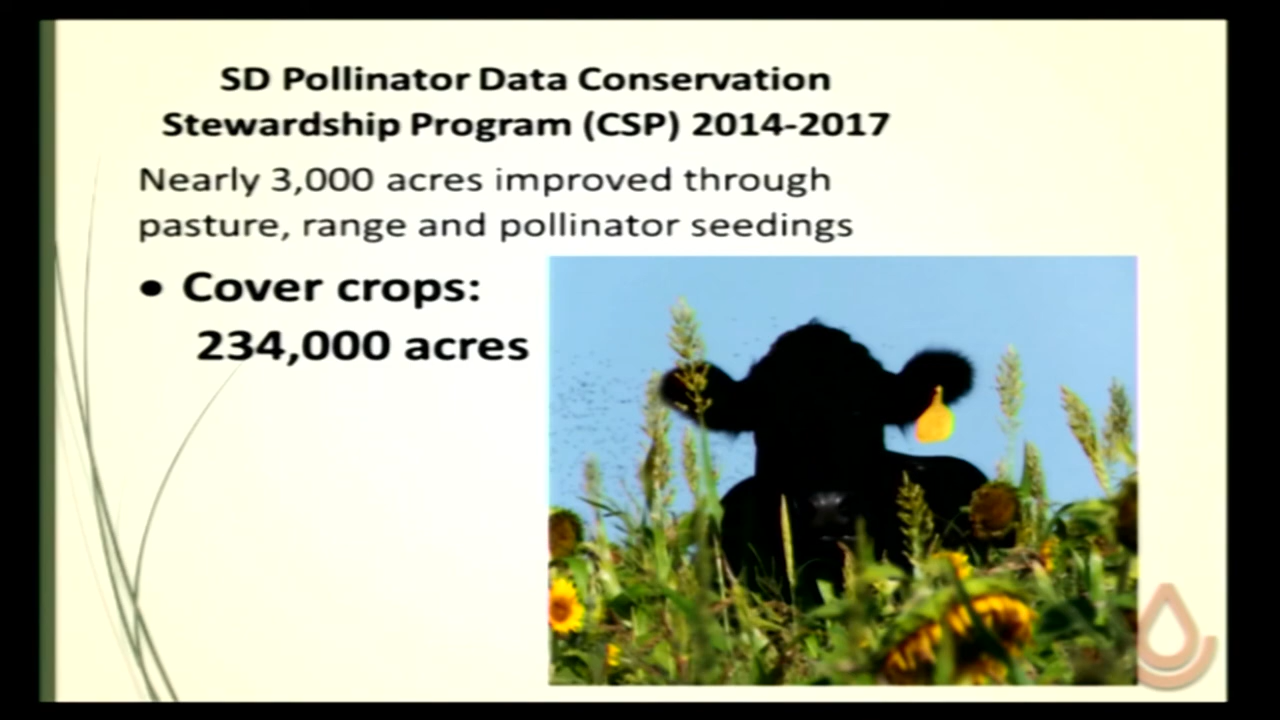 SD Pollinator Data Conservation
Stewardship Program (CSP) 2014-2017
Nearly 3,000 acres improved through
pasture, range and pollinator seedings
• Cover crops:
234,000 acres